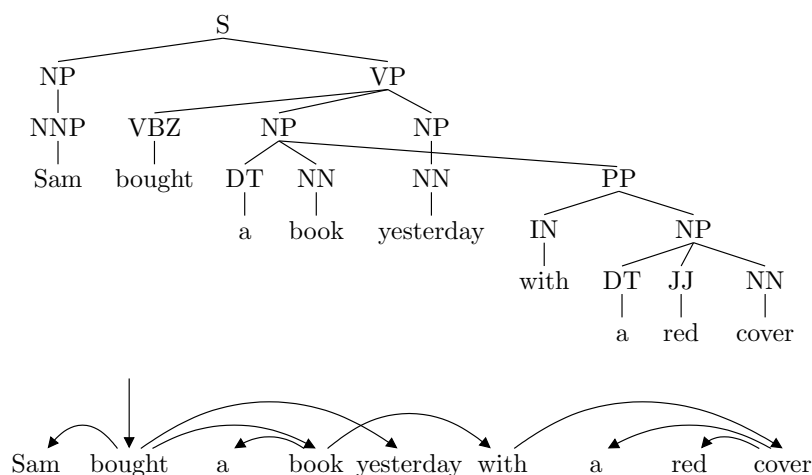 S
NP VP
NNP VBZ NP NP
Sam bought DT NN NN PP
a book yesterday IN NP
with DT JJ NN
a red cover
Sam bought a book yesterday with a red cover